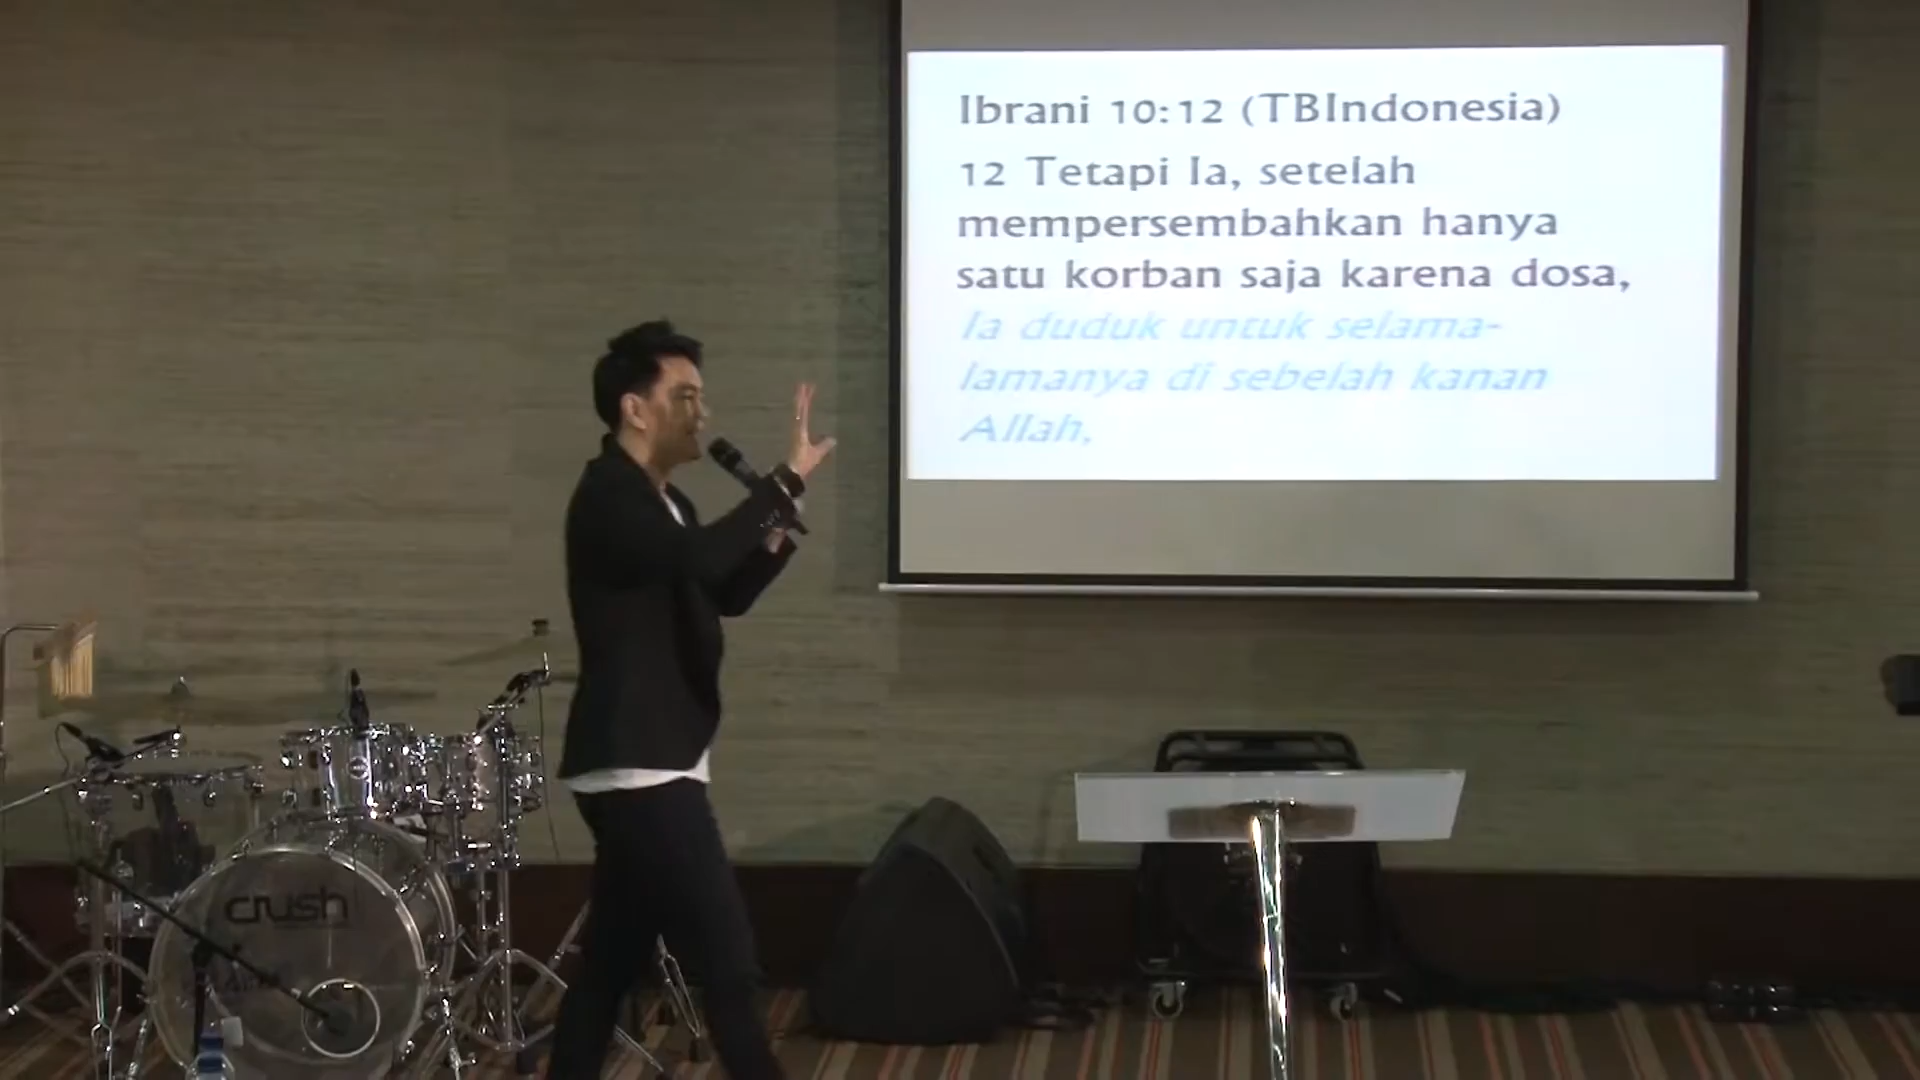 Ibrani 10:12 (TBIndonesia)
12 Tetapi Ia, setelah
mempersembahkan hanya
satu korban saja karena dosa,
Ia duduk untuk selama-
lamanya di sebelah kanan
Allah,
crush